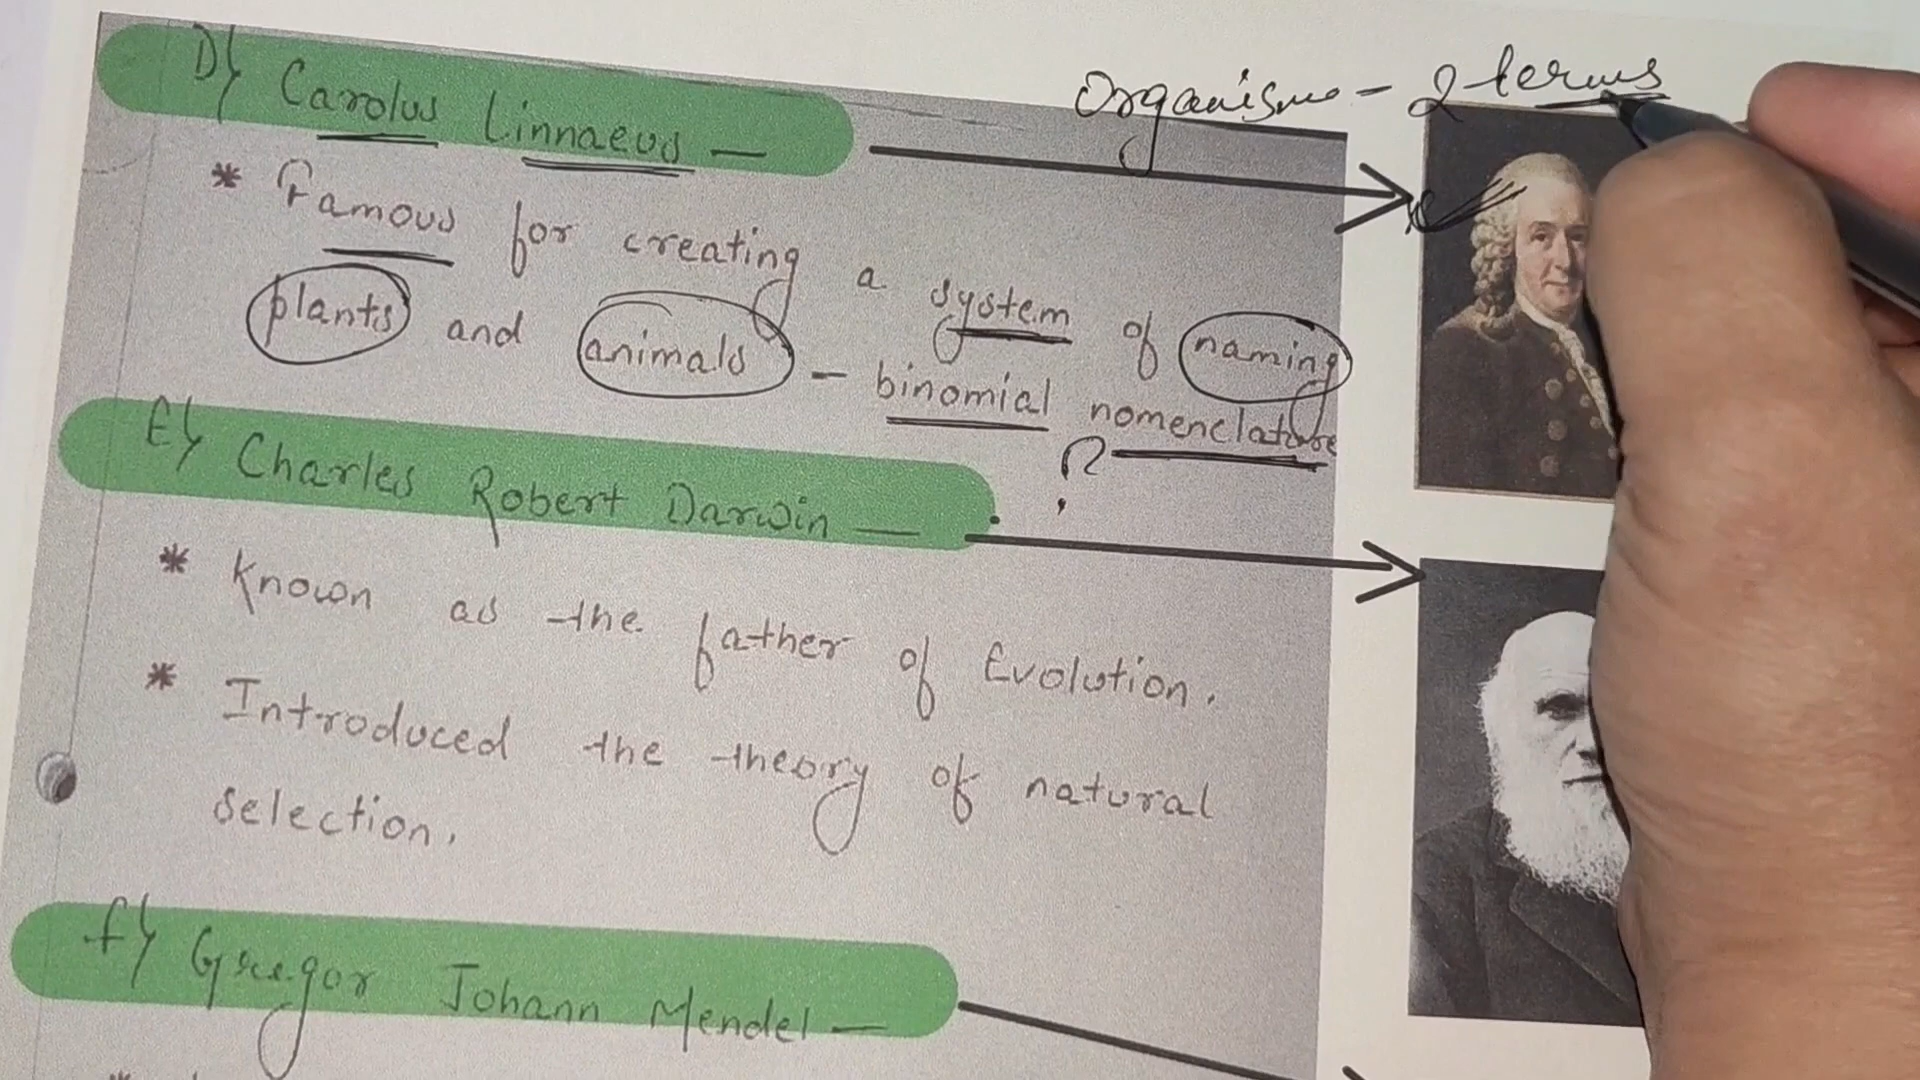 Organism - 2 terms
D) Carolus Linnaeus —
* Famous for creating a system of naming
plants and animals - binomial nomenclature
?
E) Charles Robert Darwin —
* Known as the father of Evolution.
* Introduced the theory of natural
selection.
f) Gregor Johann Mendel —
*